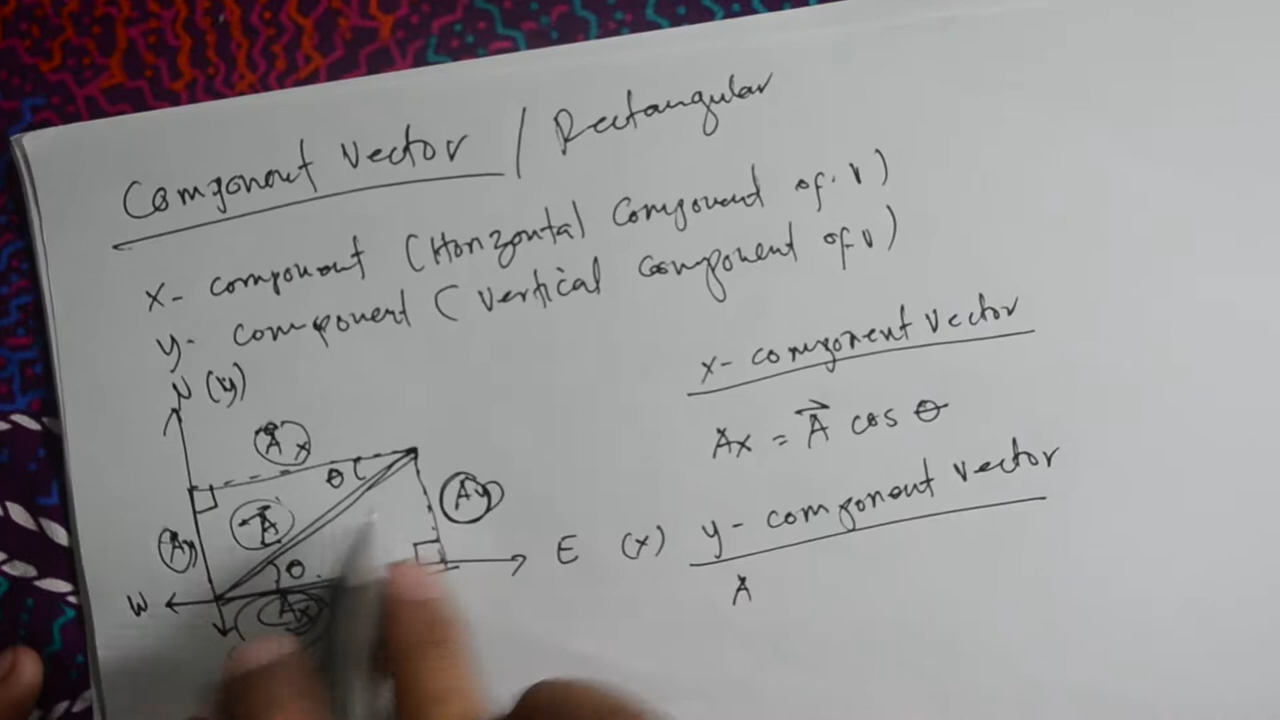 Component Vector / Rectangular
x- component (Horizontal Component of V)
y- component (Vertical Component of V)
N (y)
x- component Vector
A⃗x
Ax = A⃗ cos θ
θ
A⃗
Ay
Ay
E (x)
y- component Vector
θ
W
Ax
A